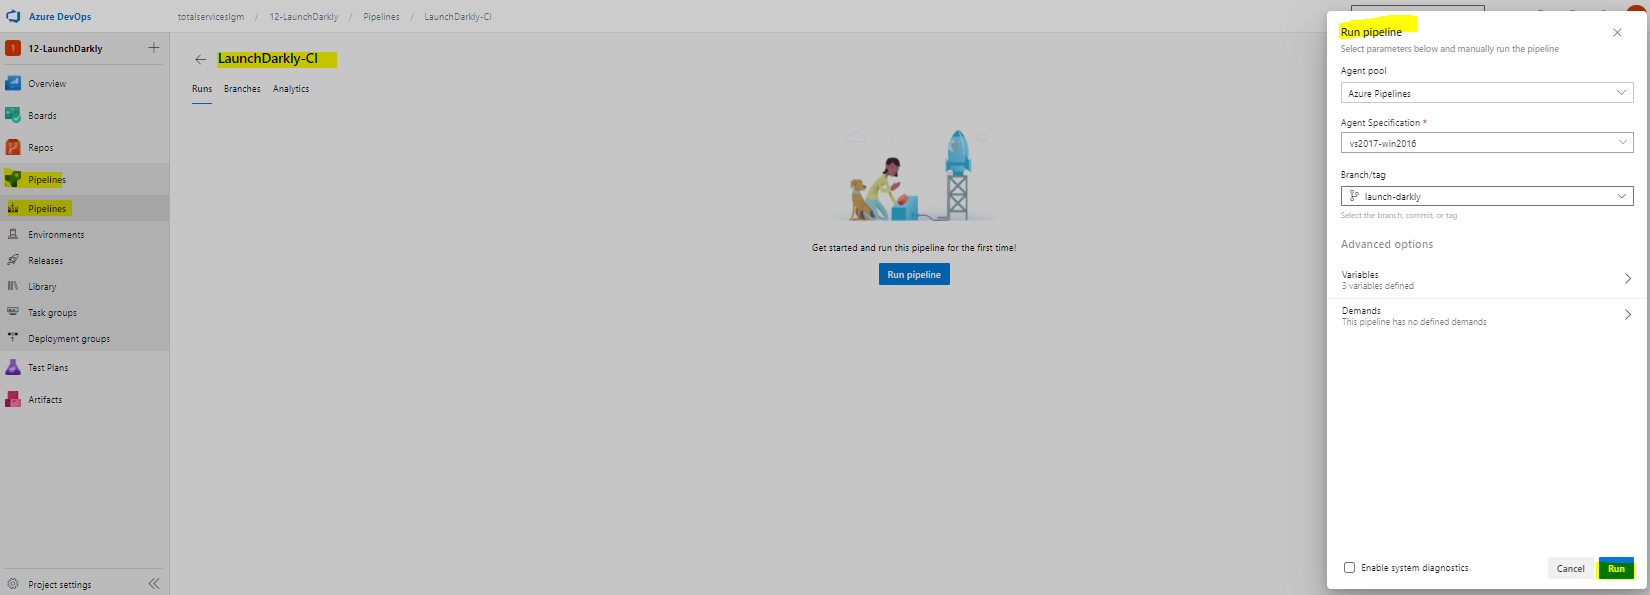 Azure DevOps
totalserviceslgm / 12-LaunchDarkly / Pipelines / LaunchDarkly-CI
1 12-LaunchDarkly
Overview
Boards
Repos
Pipelines
Pipelines
Environments
Releases
Library
Task groups
Deployment groups
Test Plans
Artifacts
Project settings
LaunchDarkly-CI
Runs Branches Analytics
Get started and run this pipeline for the first time!
Run pipeline
Run pipeline
Select parameters below and manually run the pipeline
Agent pool
Azure Pipelines
Agent Specification *
vs2017-win2016
Branch/tag
launch-darkly
Select the branch, commit, or tag
Advanced options
Variables
3 variables defined
Demands
This pipeline has no defined demands
Enable system diagnostics
Cancel Run